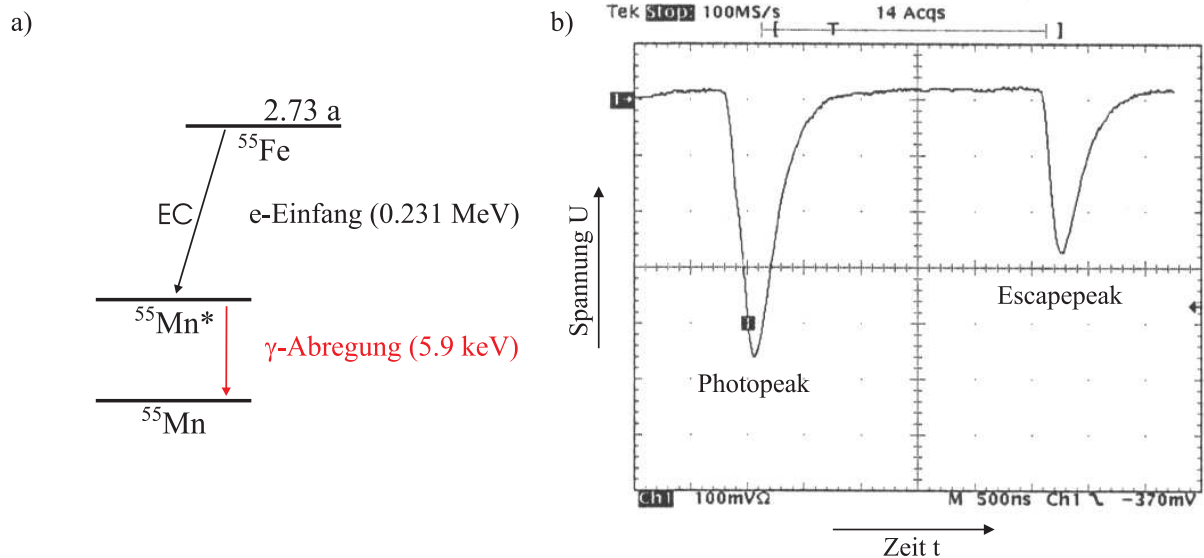 a)
2.73 a
⁵⁵Fe
EC
e-Einfang (0.231 MeV)
⁵⁵Mn*
γ-Abregung (5.9 keV)
⁵⁵Mn
b)
Tek stop: 100MS/s 14 Acqs
[ T ]
1→
Spannung U
Escapepeak
Photopeak
Ch1 100mVΩ M 500ns Ch1 -370mV
Zeit t